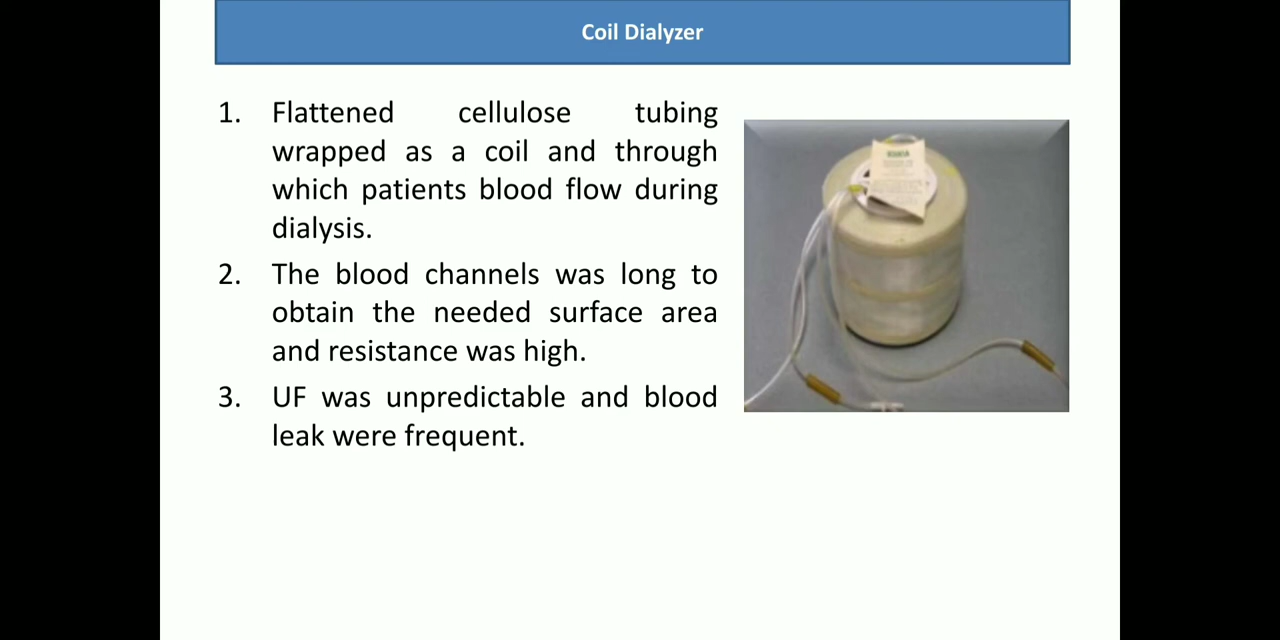 Coil Dialyzer
1. Flattened cellulose tubing
wrapped as a coil and through
which patients blood flow during
dialysis.
2. The blood channels was long to
obtain the needed surface area
and resistance was high.
3. UF was unpredictable and blood
leak were frequent.